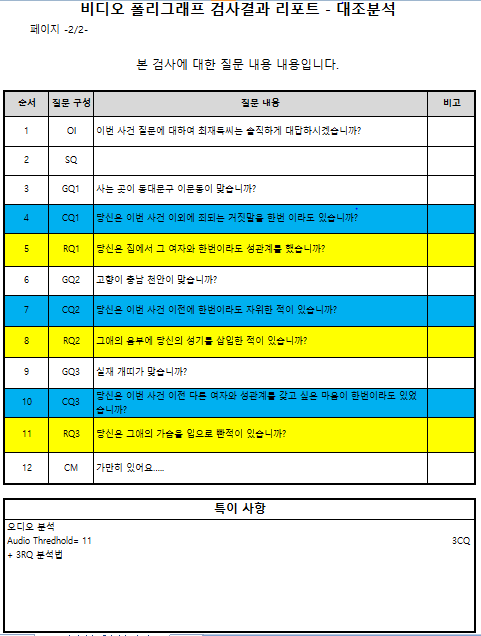 비디오 폴리그래프 검사결과 리포트 - 대조분석
페이지 -2/2-
본 검사에 대한 질문 내용 내용입니다.
순서 질문 구성 질문 내용 비고
1 OI 이번 사건 질문에 대하여 최재득씨는 솔직하게 대답하시겠습니까?
2 SQ
3 GQ1 사는 곳이 동대문구 이문동이 맞습니까?
4 CQ1 당신은 이번 사건 이외에 죄되는 거짓말을 한번 이라도 있습니까?
5 RQ1 당신은 집에서 그 여자와 한번이라도 성관계를 했습니까?
6 GQ2 고향이 충남 천안이 맞습니까?
7 CQ2 당신은 이번 사건 이전에 한번이라도 자위한 적이 있습니까?
8 RQ2 그애의 음부에 당신의 성기를 삽입한 적이 있습니까?
9 GQ3 실재 개띠가 맞습니까?
10 CQ3 당신은 이번 사건 이전 다른 여자와 성관계를 갖고 싶은 마음이 한번이라도 있었
습니까?
11 RQ3 당신은 그애의 가슴을 입으로 빤적이 있습니까?
12 CM 가만히 있어요.....
특이 사항
오디오 분석
Audio Thredhold= 11 3CQ
+ 3RQ 분석법